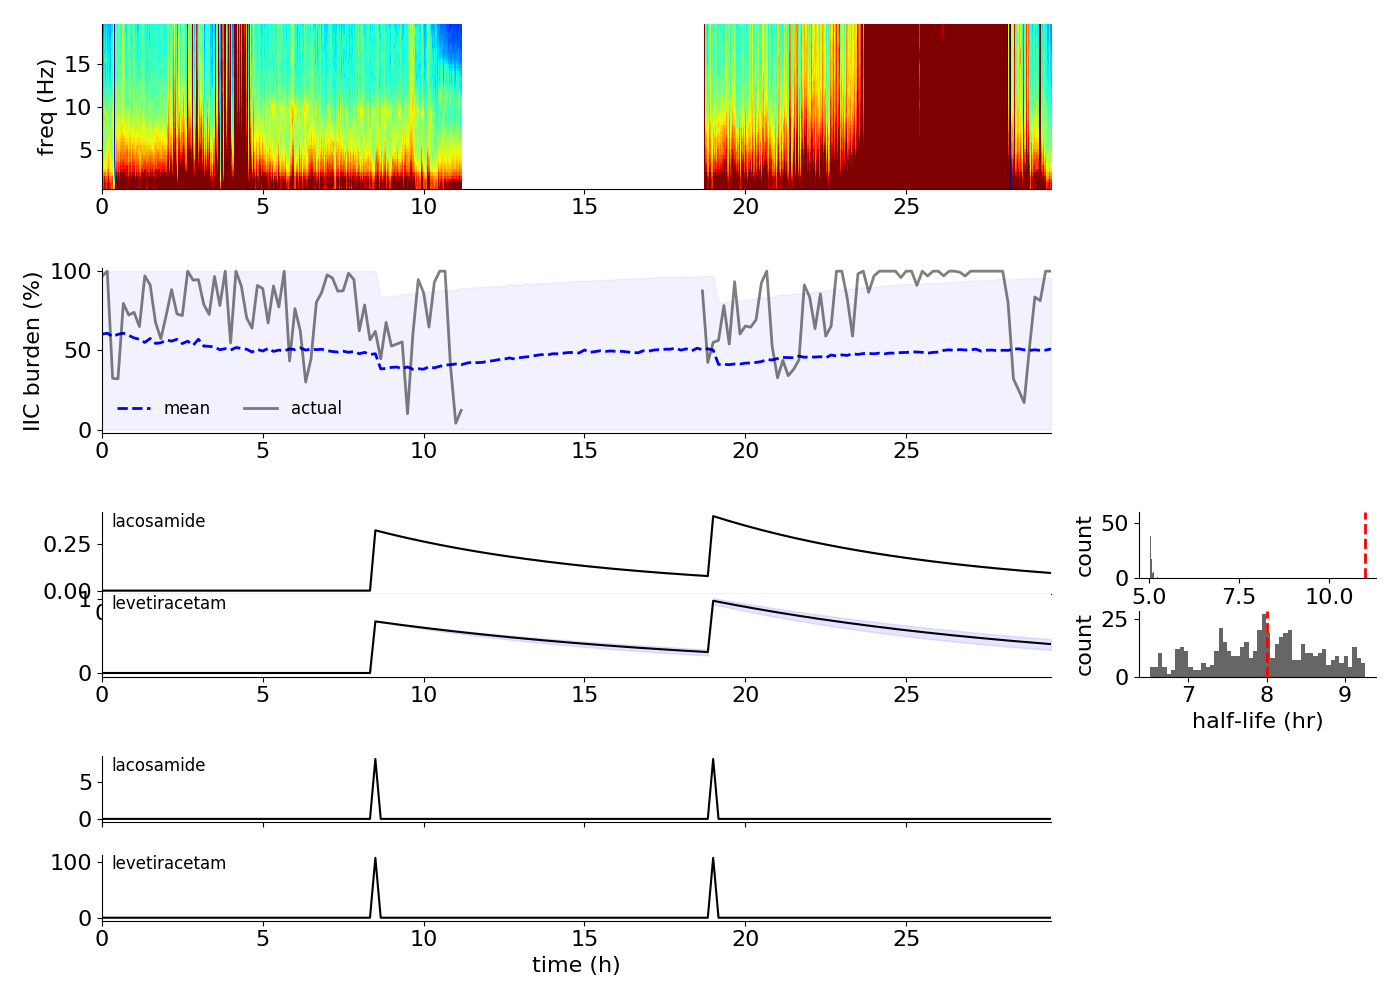 freq (Hz)
15
10
5
0 5 10 15 20 25
IIC burden (%)
100
50
0
mean actual
0 5 10 15 20 25
lacosamide
0.25
0.00
0
count
50
0
5.0 7.5 10.0
levetiracetam
1
0
0 5 10 15 20 25
count
25
0
7 8 9
half-life (hr)
lacosamide
5
0
levetiracetam
100
0
0 5 10 15 20 25
time (h)